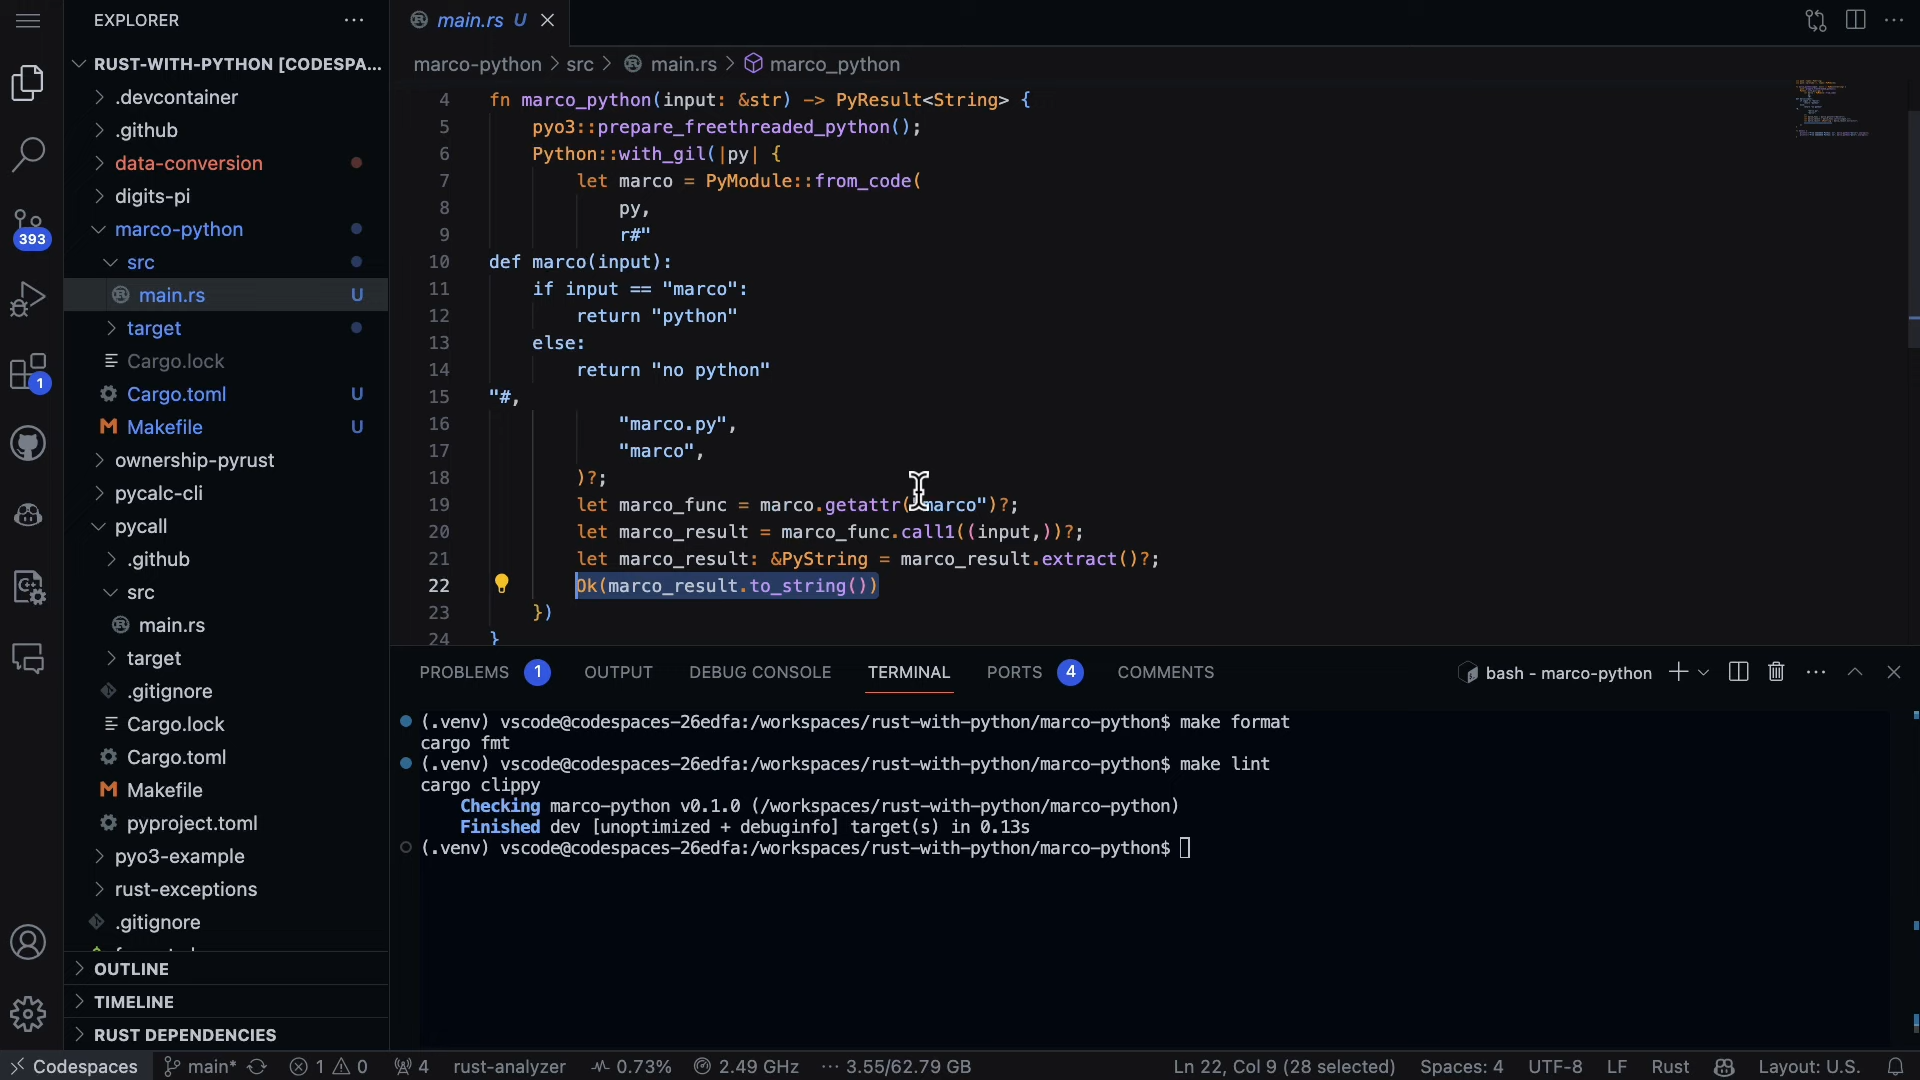 EXPLORER
RUST-WITH-PYTHON [CODESPA...
.devcontainer
.github
data-conversion
digits-pi
marco-python
src
main.rs U
target
Cargo.lock
Cargo.toml U
Makefile U
ownership-pyrust
pycalc-cli
pycall
.github
src
main.rs
target
.gitignore
Cargo.lock
Cargo.toml
Makefile
pyproject.toml
pyo3-example
rust-exceptions
.gitignore
OUTLINE
TIMELINE
RUST DEPENDENCIES
393
1
main.rs U
marco-python > src > main.rs > marco_python
4 fn marco_python(input: &str) -> PyResult<String> {
5 pyo3::prepare_freethreaded_python();
6 Python::with_gil(|py| {
7 let marco = PyModule::from_code(
8 py,
9 r#"
10 def marco(input):
11 if input == "marco":
12 return "python"
13 else:
14 return "no python"
15 "#,
16 "marco.py",
17 "marco",
18 )?;
19 let marco_func = marco.getattr("marco")?;
20 let marco_result = marco_func.call1((input,))?;
21 let marco_result: &PyString = marco_result.extract()?;
22 Ok(marco_result.to_string())
23 })
24 }
PROBLEMS 1 OUTPUT DEBUG CONSOLE TERMINAL PORTS 4 COMMENTS
bash - marco-python
(.venv) vscode@codespaces-26edfa:/workspaces/rust-with-python/marco-python$ make format
cargo fmt
(.venv) vscode@codespaces-26edfa:/workspaces/rust-with-python/marco-python$ make lint
cargo clippy
Checking marco-python v0.1.0 (/workspaces/rust-with-python/marco-python)
Finished dev [unoptimized + debuginfo] target(s) in 0.13s
(.venv) vscode@codespaces-26edfa:/workspaces/rust-with-python/marco-python$
Codespaces main* 1 0 4 rust-analyzer 0.73% 2.49 GHz 3.55/62.79 GB Ln 22, Col 9 (28 selected) Spaces: 4 UTF-8 LF Rust Layout: U.S.